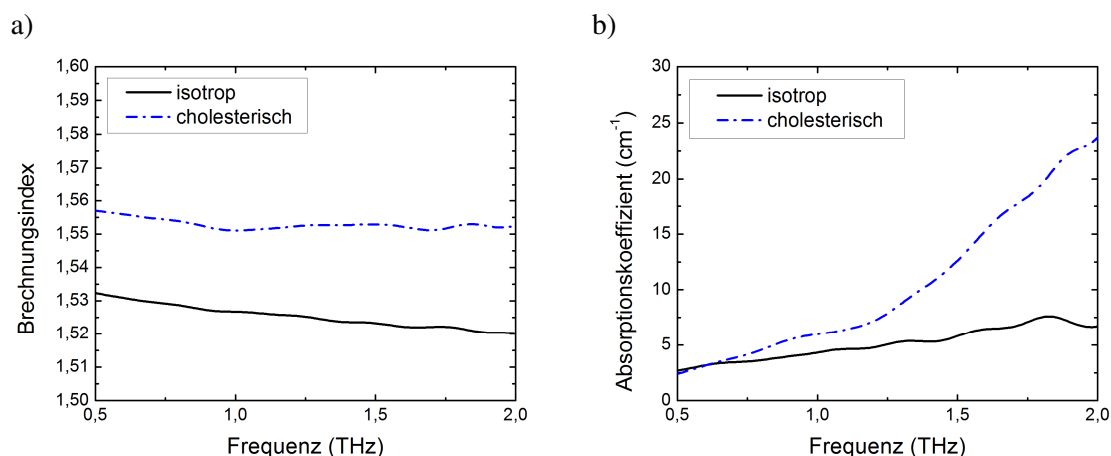 a)
1,60
1,59
1,58
1,57
1,56
1,55
1,54
1,53
1,52
1,51
1,50
Brechnungsindex
isotrop
cholesterisch
0,5
1,0
1,5
2,0
Frequenz (THz)
b)
30
25
20
15
10
5
0
Absorptionskoeffizient (cm⁻¹)
isotrop
cholesterisch
0,5
1,0
1,5
2,0
Frequenz (THz)